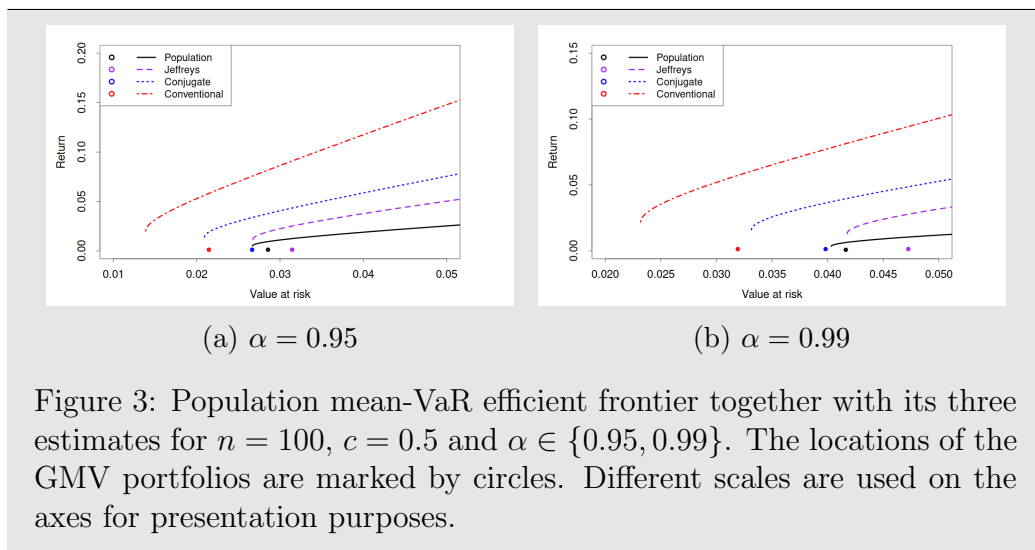 0.20
0.15
0.10
0.05
0.00
Return
Population
Jeffreys
Conjugate
Conventional
0.01 0.02 0.03 0.04 0.05
Value at risk
(a) α = 0.95
0.15
0.10
0.05
0.00
Return
Population
Jeffreys
Conjugate
Conventional
0.020 0.025 0.030 0.035 0.040 0.045 0.050
Value at risk
(b) α = 0.99
Figure 3: Population mean-VaR efficient frontier together with its three
estimates for n = 100, c = 0.5 and α ∈ {0.95, 0.99}. The locations of the
GMV portfolios are marked by circles. Different scales are used on the
axes for presentation purposes.